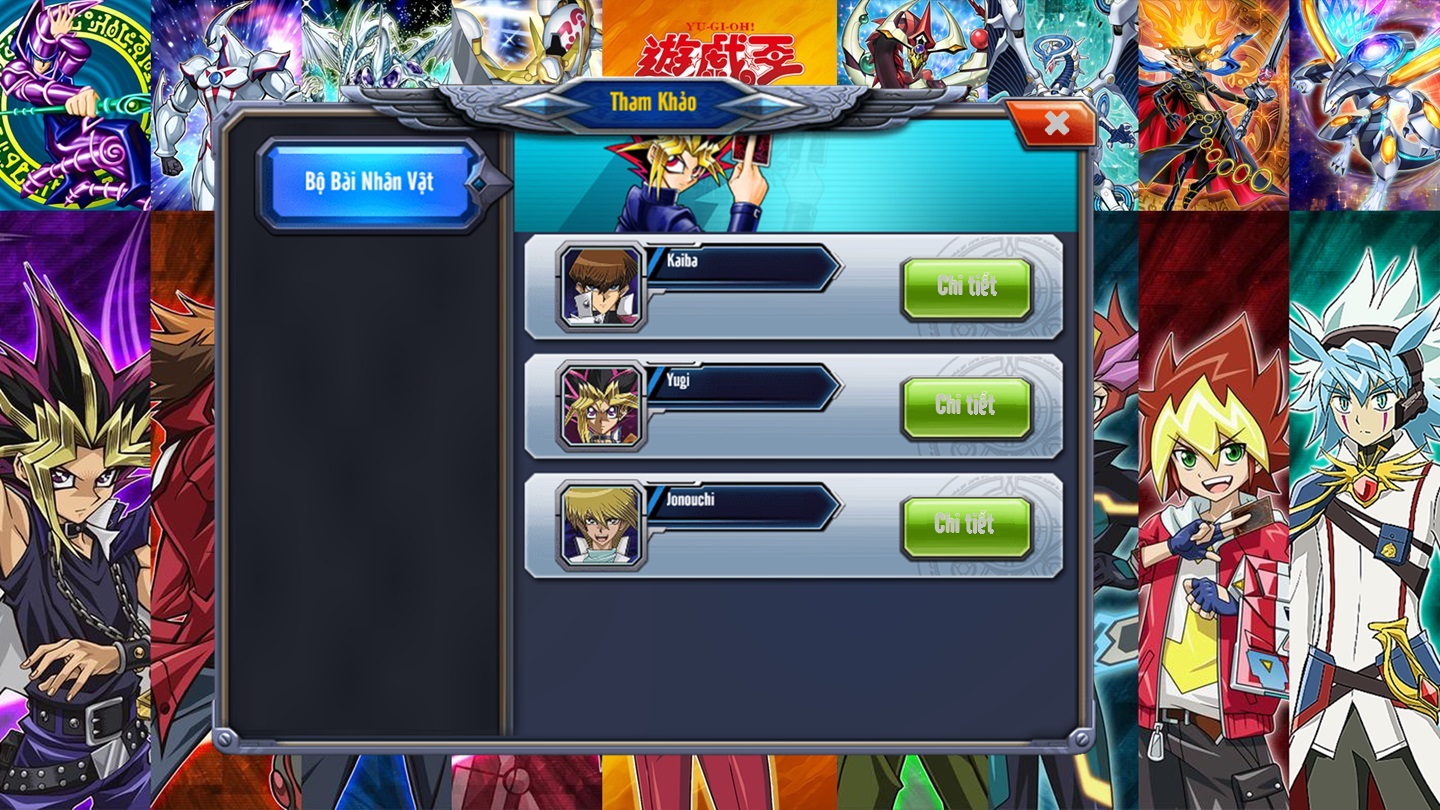 YU-GI-OH!
遊戯王
Tham Khảo
Bộ Bài Nhân Vật
Kaiba
Chi tiết
Yugi
Chi tiết
Jonouchi
Chi tiết